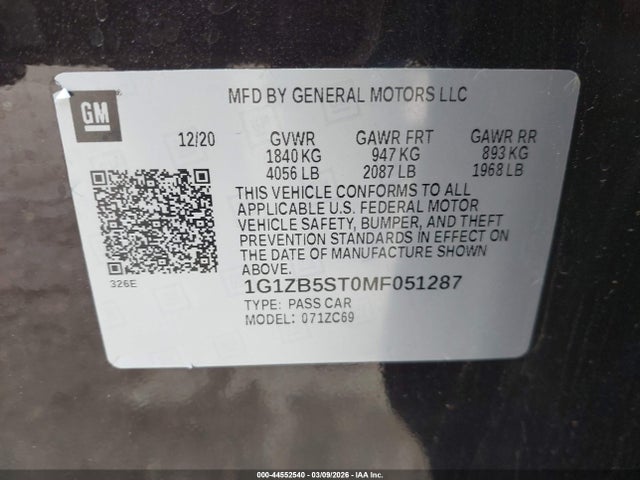 GM
MFD BY GENERAL MOTORS LLC
12/20 GVWR GAWR FRT GAWR RR
1840 KG 947 KG 893 KG
4056 LB 2087 LB 1968 LB
THIS VEHICLE CONFORMS TO ALL
APPLICABLE U.S. FEDERAL MOTOR
VEHICLE SAFETY, BUMPER, AND THEFT
PREVENTION STANDARDS IN EFFECT ON
THE DATE OF MANUFACTURE SHOWN
ABOVE.
326E
1G1ZB5ST0MF051287
TYPE: PASS CAR
MODEL: 071ZC69
000-44552540 - 03/09/2026 - IAA Inc.